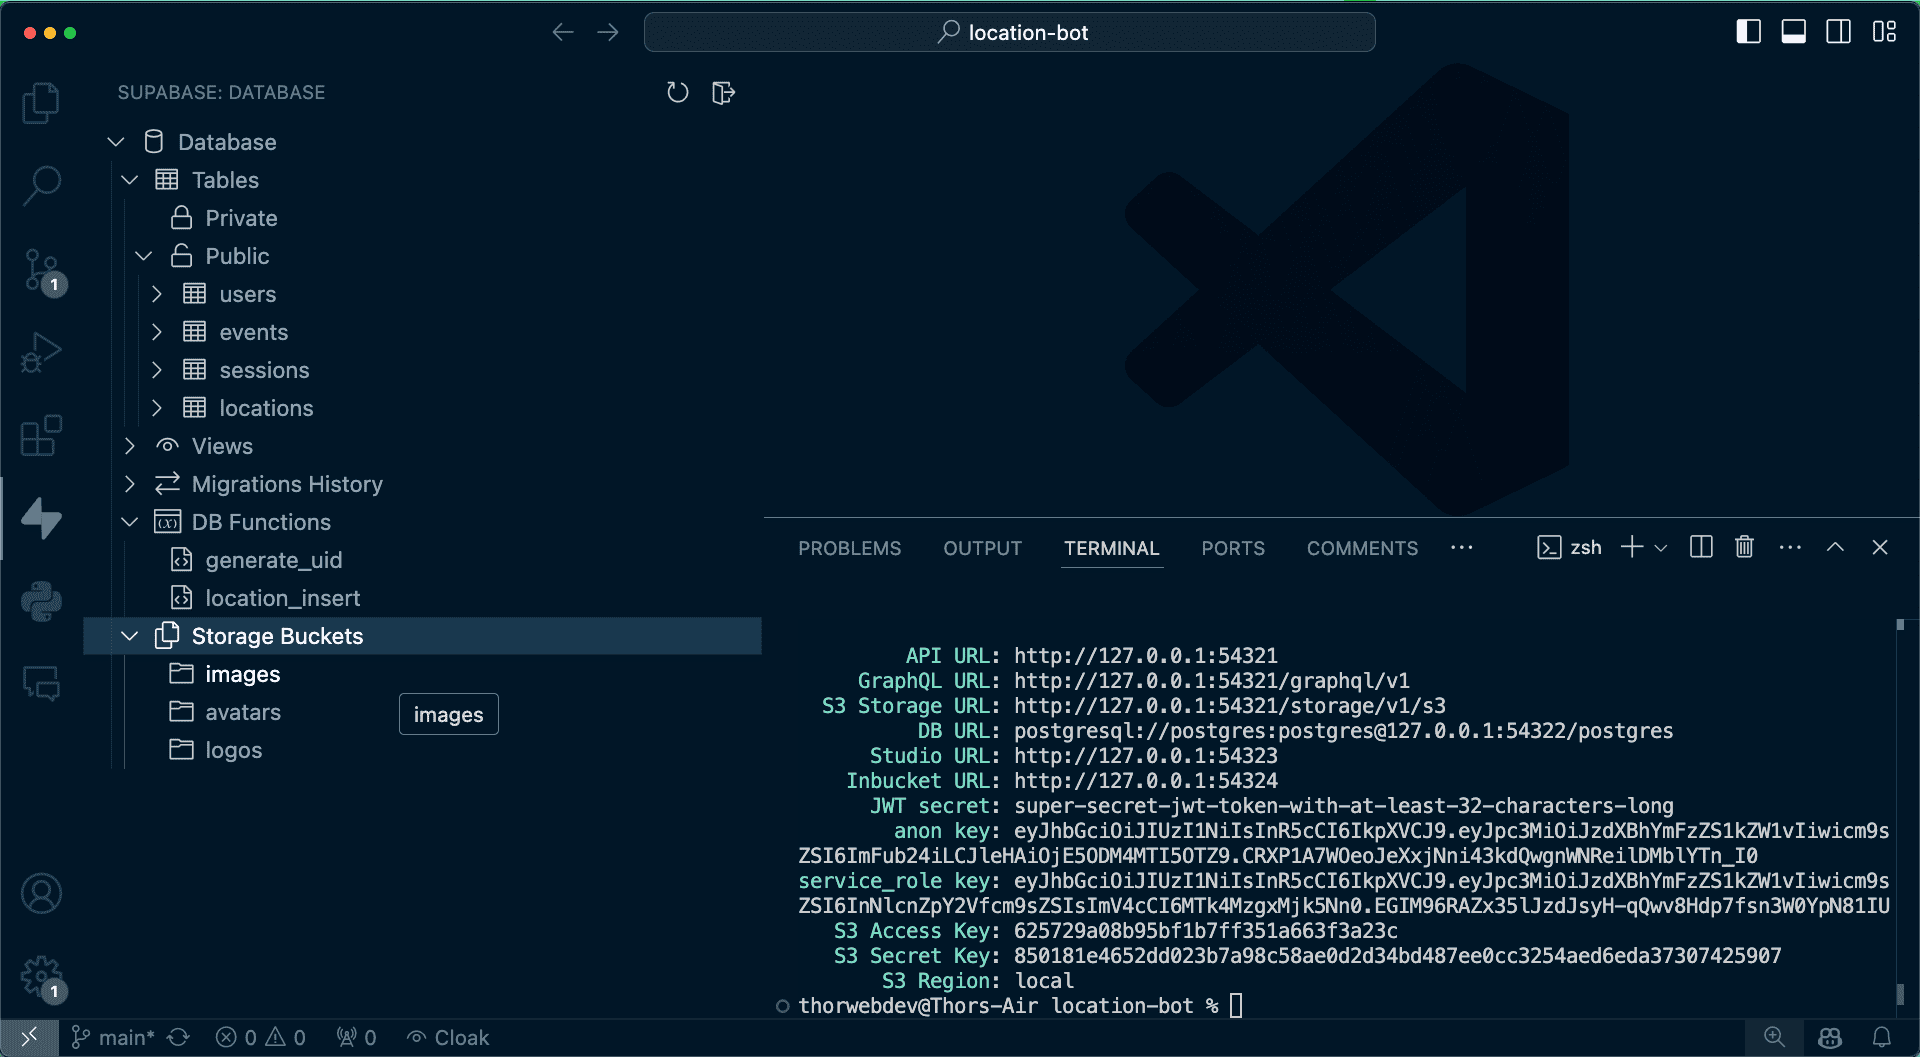 location-bot
SUPABASE: DATABASE
Database
Tables
Private
Public
users
events
sessions
locations
Views
Migrations History
DB Functions
generate_uid
location_insert
Storage Buckets
images
avatars
images
logos
1
1
PROBLEMS OUTPUT TERMINAL PORTS COMMENTS zsh
API URL: http://127.0.0.1:54321
GraphQL URL: http://127.0.0.1:54321/graphql/v1
S3 Storage URL: http://127.0.0.1:54321/storage/v1/s3
DB URL: postgresql://postgres:postgres@127.0.0.1:54322/postgres
Studio URL: http://127.0.0.1:54323
Inbucket URL: http://127.0.0.1:54324
JWT secret: super-secret-jwt-token-with-at-least-32-characters-long
anon key: eyJhbGciOiJIUzI1NiIsInR5cCI6IkpXVCJ9.eyJpc3MiOiJzdXBhYmFzZS1kZW1vIiwicm9s
ZSI6ImFub24iLCJleHAiOjE5ODM4MTI5OTZ9.CRXP1A7WOeoJeXxjNni43kdQwgnWNReilDMblYTn_I0
service_role key: eyJhbGciOiJIUzI1NiIsInR5cCI6IkpXVCJ9.eyJpc3MiOiJzdXBhYmFzZS1kZW1vIiwicm9s
ZSI6InNlcnZpY2Vfcm9sZSIsImV4cCI6MTk4MzgxMjk5Nn0.EGIM96RAZx35lJzdJsyH-qQwv8Hdp7fsn3W0YpN81IU
S3 Access Key: 625729a08b95bf1b7ff351a663f3a23c
S3 Secret Key: 850181e4652dd023b7a98c58ae0d2d34bd487ee0cc3254aed6eda37307425907
S3 Region: local
thorwebdev@Thors-Air location-bot %
main* 0 0 0 Cloak